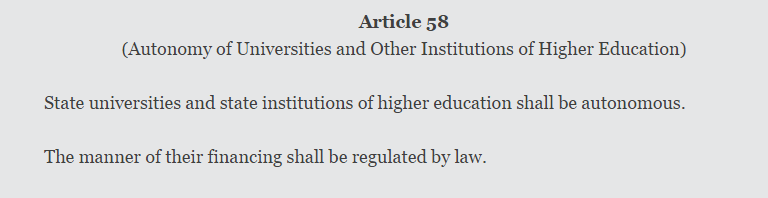 Article 58
(Autonomy of Universities and Other Institutions of Higher Education)
State universities and state institutions of higher education shall be autonomous.
The manner of their financing shall be regulated by law.